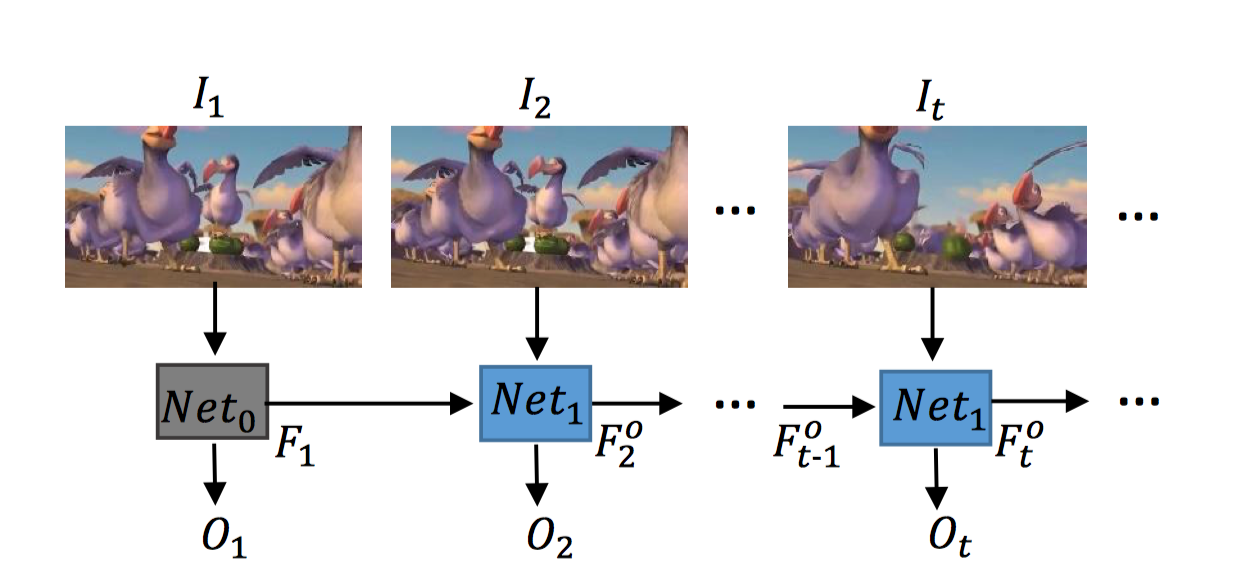 I₁ I₂ Iₜ
... ...
Net₀ Net₁ ... Net₁ ...
F₁ F₂ᵒ Fₜ₋₁ᵒ Fₜᵒ
O₁ O₂ Oₜ